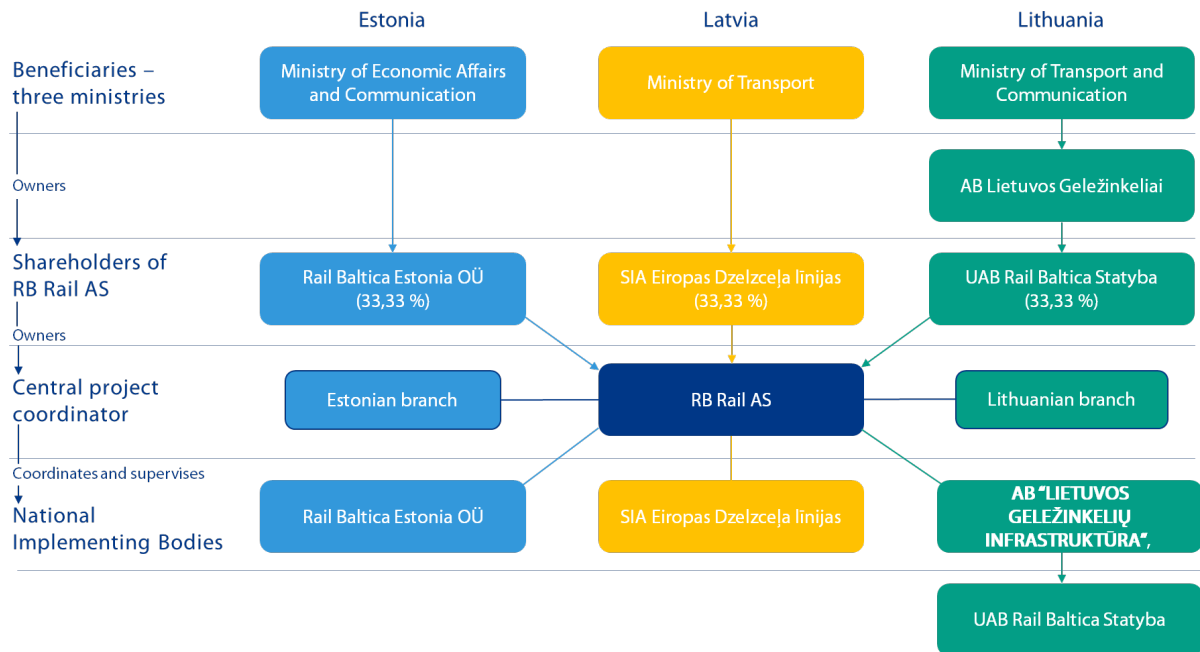 Estonia
Latvia
Lithuania
Beneficiaries –
three ministries
Ministry of Economic Affairs
and Communication
Ministry of Transport
Ministry of Transport and
Communication
Owners
AB Lietuvos Geležinkeliai
Shareholders of
RB Rail AS
Rail Baltica Estonia OÜ
(33,33 %)
SIA Eiropas Dzelzceļa līnijas
(33,33 %)
UAB Rail Baltica Statyba
(33,33 %)
Owners
Central project
coordinator
Estonian branch
RB Rail AS
Lithuanian branch
Coordinates and supervises
National
Implementing Bodies
Rail Baltica Estonia OÜ
SIA Eiropas Dzelzceļa līnijas
AB “LIETUVOS
GELEŽINKELIŲ
INFRASTRUKTŪRA“,
UAB Rail Baltica Statyba